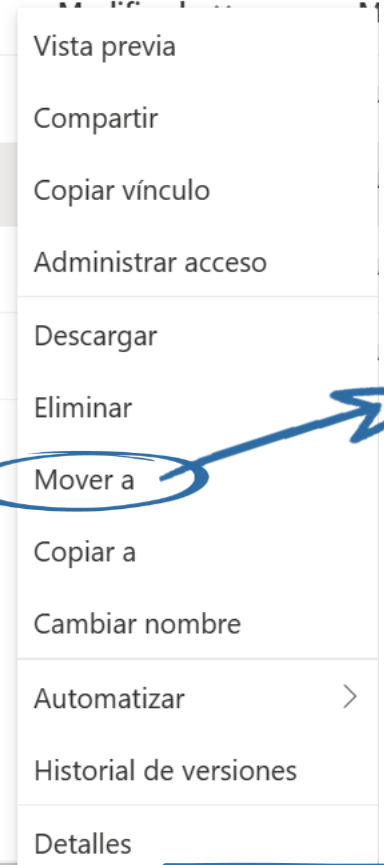 Vista previa
Compartir
Copiar vínculo
Administrar acceso
Descargar
Eliminar
Mover a
Copiar a
Cambiar nombre
Automatizar
Historial de versiones
Detalles